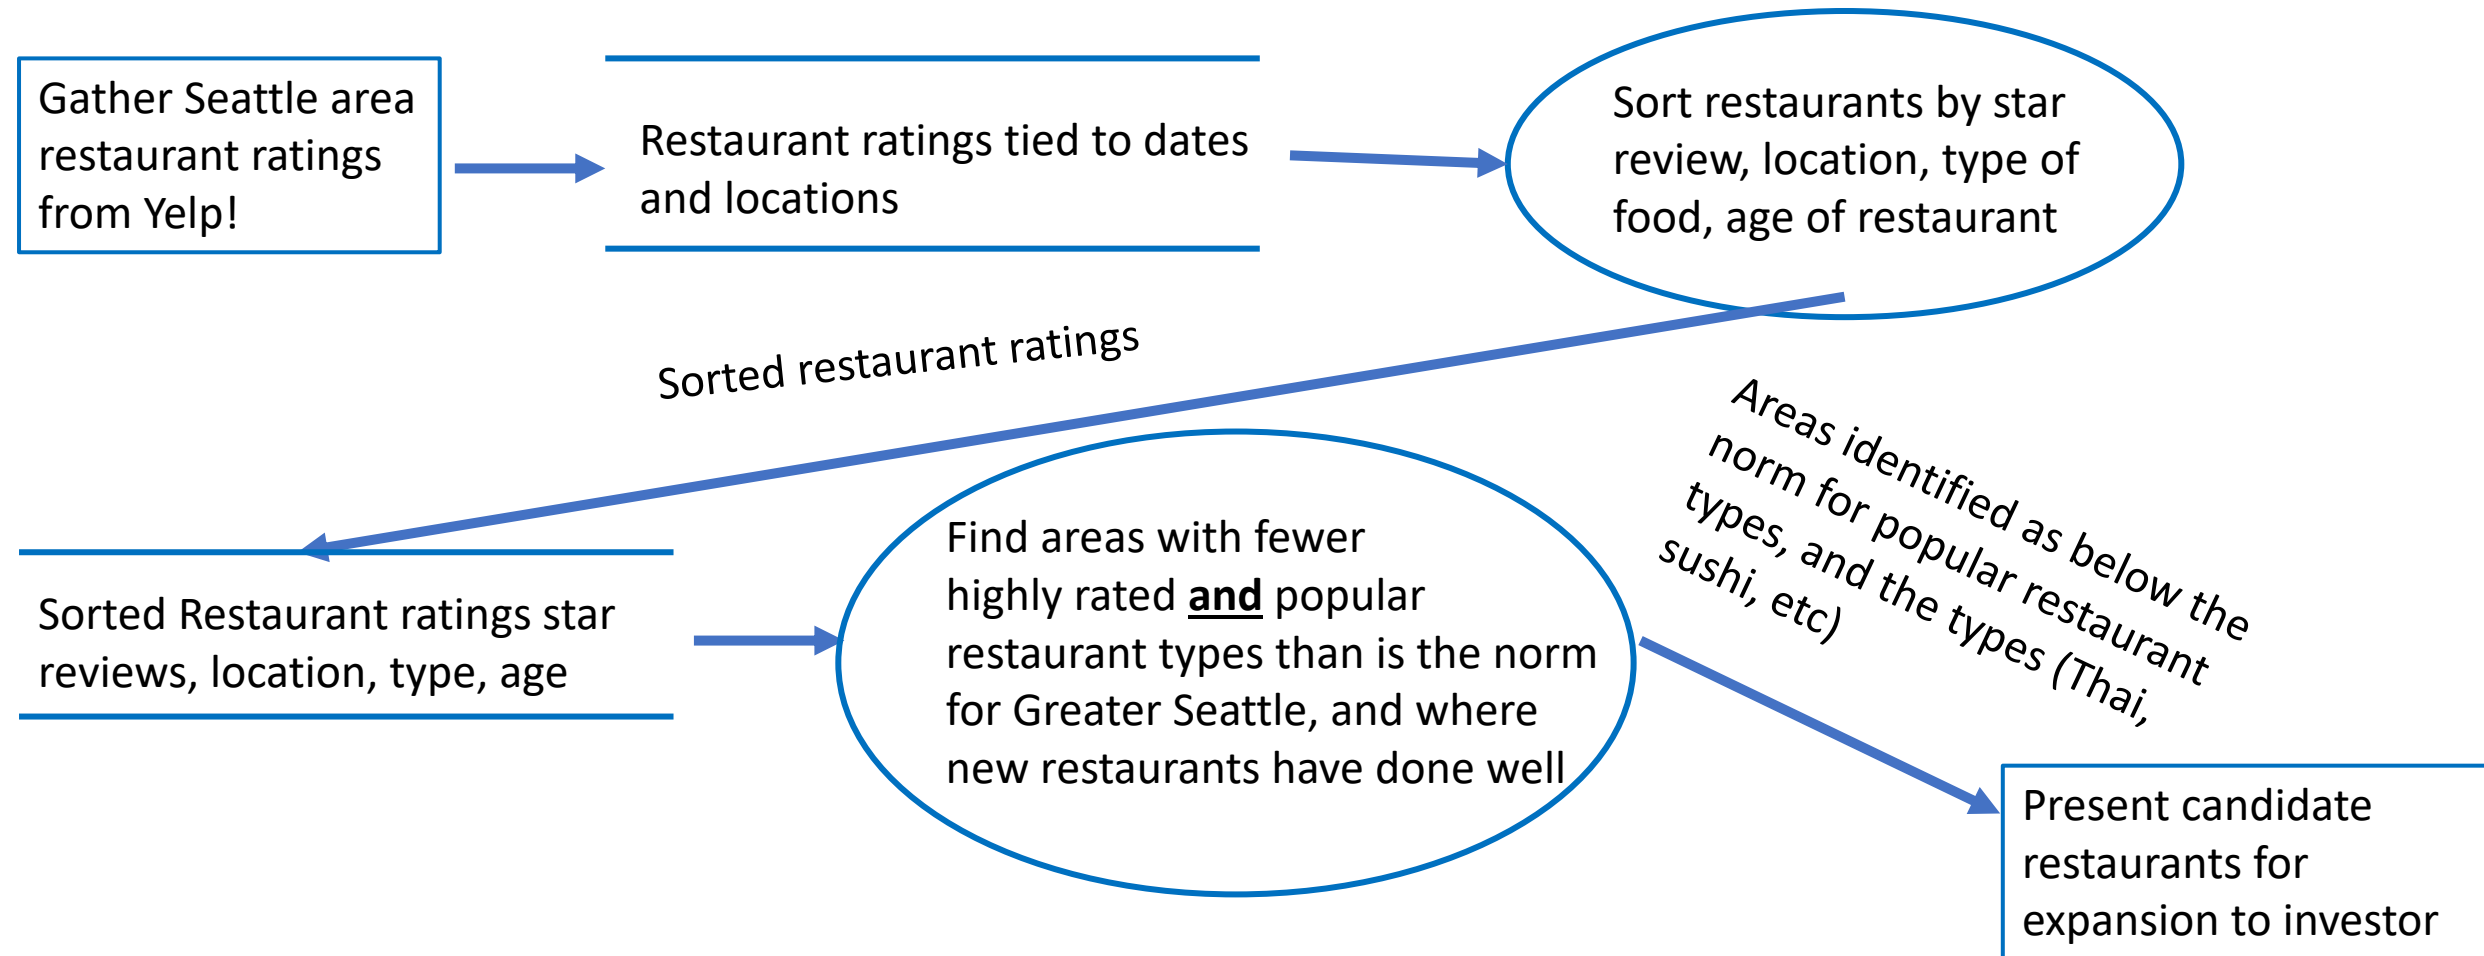 Gather Seattle area
restaurant ratings
from Yelp!
Restaurant ratings tied to dates
and locations
Sort restaurants by star
review, location, type of
food, age of restaurant
Sorted restaurant ratings
Sorted Restaurant ratings star
reviews, location, type, age
Find areas with fewer
highly rated and popular
restaurant types than is the norm
for Greater Seattle, and where
new restaurants have done well
Areas identified as below the
norm for popular restaurant
types, and the types (Thai,
sushi, etc)
Present candidate
restaurants for
expansion to investor